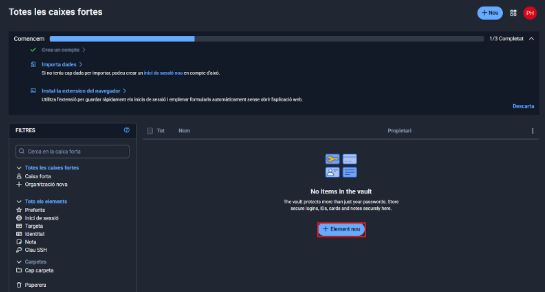 Totes les caixes fortes
+ Nou
PH
Comencem
1/3 Completat
Crea un compte
Importa dades
Si no teniu cap dada per importar, podeu crear un inici de sessió nou en compte d'això.
Instal la extension del navegador
Utilitza l'extensió per guardar ràpidament els inicis de sessió i emplenar formularis automàticament sense obrir l'aplicació web.
Descarta
FILTRES
Cerca en la caixa forta
Totes les caixes fortes
Caixa forta
+ Organització nova
Tots els elements
Preferits
Inici de sessió
Targeta
Identitat
Nota
Clau SSH
Carpetes
Cap carpeta
Paperera
Tot
Nom
Propietari
No items in the vault
The vault protects more than just your passwords. Store
secure logins, IDs, cards and notes securely here.
+ Element nou